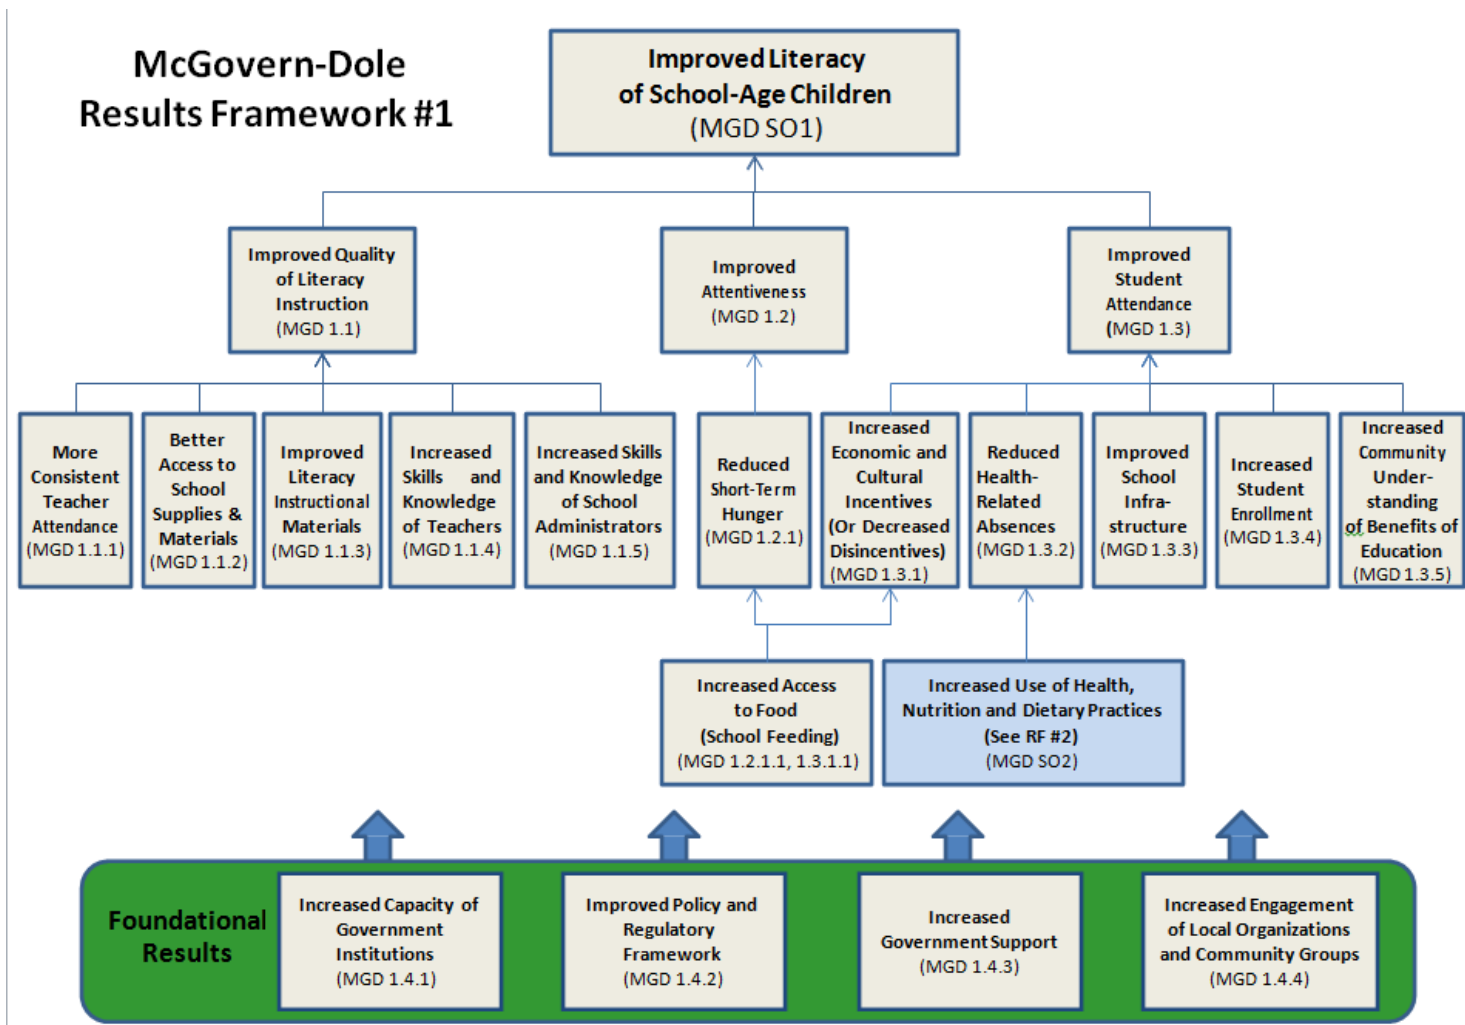 McGovern-Dole
Results Framework #1
Improved Literacy
of School-Age Children
(MGD SO1)
Improved Quality
of Literacy
Instruction
(MGD 1.1)
Improved
Attentiveness
(MGD 1.2)
Improved
Student
Attendance
(MGD 1.3)
More
Consistent
Teacher
Attendance
(MGD 1.1.1)
Better
Access to
School
Supplies &
Materials
(MGD 1.1.2)
Improved
Literacy
Instructional
Materials
(MGD 1.1.3)
Increased
Skills and
Knowledge
of Teachers
(MGD 1.1.4)
Increased Skills
and Knowledge
of School
Administrators
(MGD 1.1.5)
Reduced
Short-Term
Hunger
(MGD 1.2.1)
Increased
Economic and
Cultural
Incentives
(Or Decreased
Disincentives)
(MGD 1.3.1)
Reduced
Health-
Related
Absences
(MGD 1.3.2)
Improved
School
Infra-
structure
(MGD 1.3.3)
Increased
Student
Enrollment
(MGD 1.3.4)
Increased
Community
Under-
standing
of Benefits of
Education
(MGD 1.3.5)
Increased Access
to Food
(School Feeding)
(MGD 1.2.1.1, 1.3.1.1)
Increased Use of Health,
Nutrition and Dietary Practices
(See RF #2)
(MGD SO2)
Foundational
Results
Increased Capacity of
Government
Institutions
(MGD 1.4.1)
Improved Policy and
Regulatory
Framework
(MGD 1.4.2)
Increased
Government Support
(MGD 1.4.3)
Increased Engagement
of Local Organizations
and Community Groups
(MGD 1.4.4)